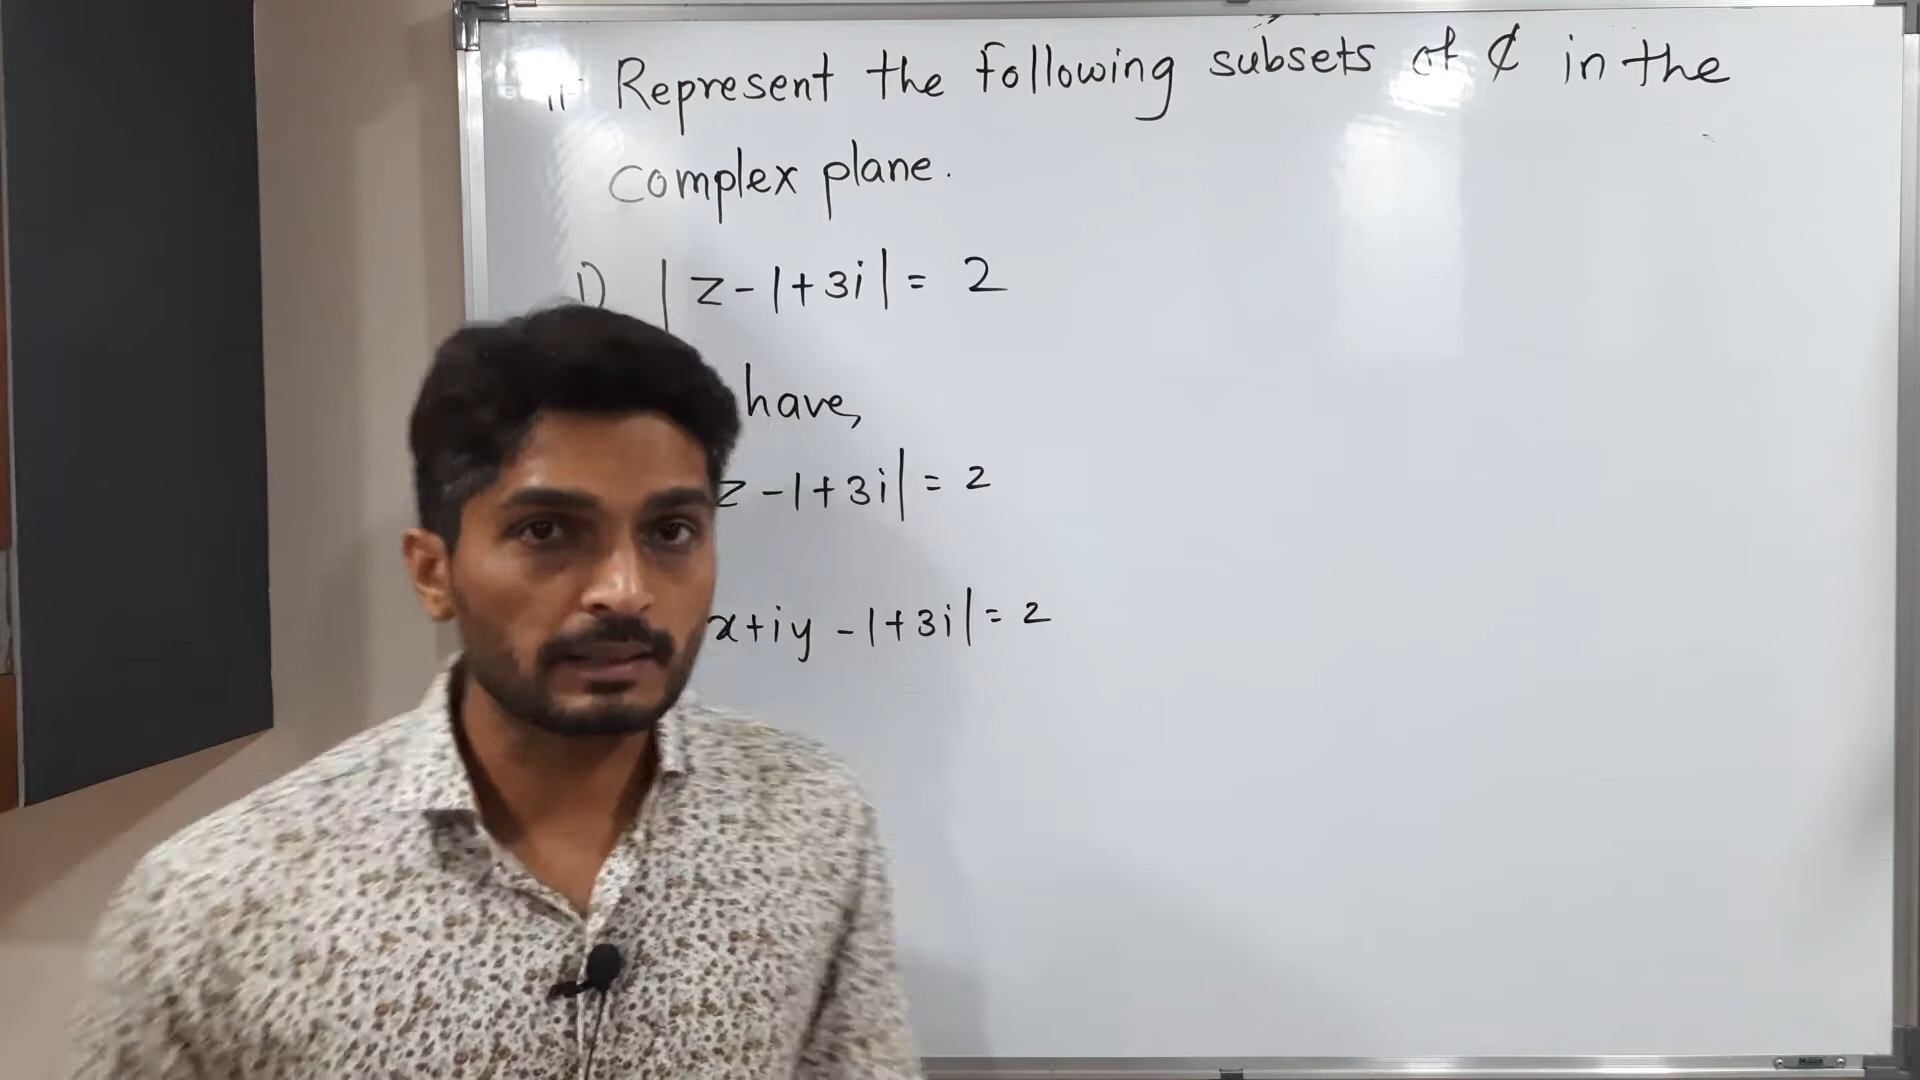 Represent the following subsets of ₵ in the
complex plane.
1) |z-1+3i| = 2
have,
z-1+3i| = 2
x+iy-1+3i| = 2